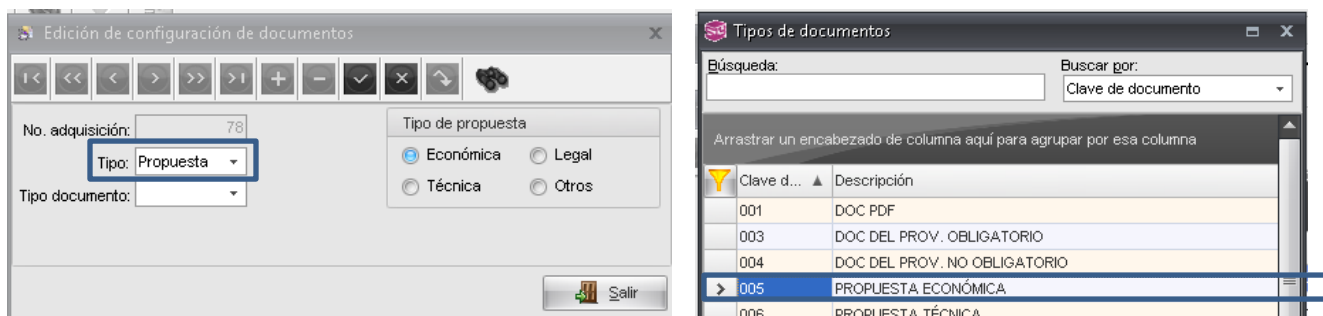 Edición de configuración de documentos
No. adquisición: 78
Tipo: Propuesta
Tipo documento:
Tipo de propuesta
Económica Legal
Técnica Otros
Salir
Tipos de documentos
Búsqueda:
Buscar por:
Clave de documento
Arrastrar un encabezado de columna aquí para agrupar por esa columna
Clave d... Descripción
001 DOC PDF
003 DOC DEL PROV. OBLIGATORIO
004 DOC DEL PROV. NO OBLIGATORIO
005 PROPUESTA ECONÓMICA
006 PROPUESTA TÉCNICA